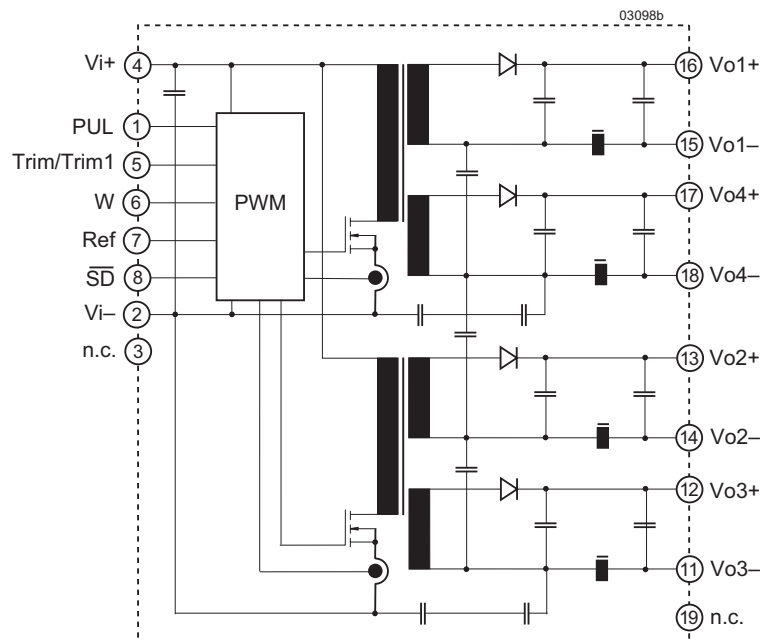 03098b
Vi+ 4
PUL 1
Trim/Trim1 5
W 6
Ref 7
SD 8
Vi– 2
n.c. 3
PWM
16 Vo1+
15 Vo1–
17 Vo4+
18 Vo4–
13 Vo2+
14 Vo2–
12 Vo3+
11 Vo3–
19 n.c.